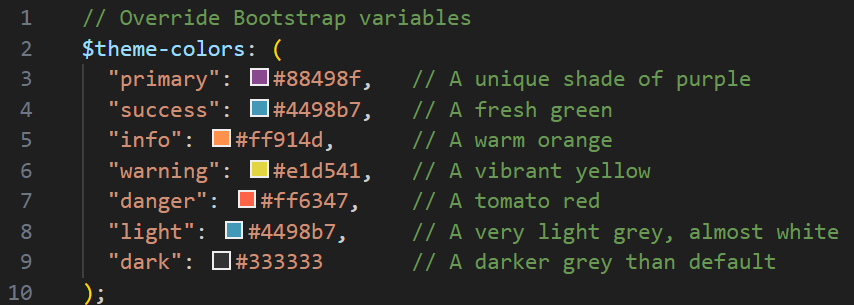 1 // Override Bootstrap variables
2 $theme-colors: (
3 "primary": #88498f, // A unique shade of purple
4 "success": #4498b7, // A fresh green
5 "info": #ff914d, // A warm orange
6 "warning": #e1d541, // A vibrant yellow
7 "danger": #ff6347, // A tomato red
8 "light": #4498b7, // A very light grey, almost white
9 "dark": #333333 // A darker grey than default
10 );